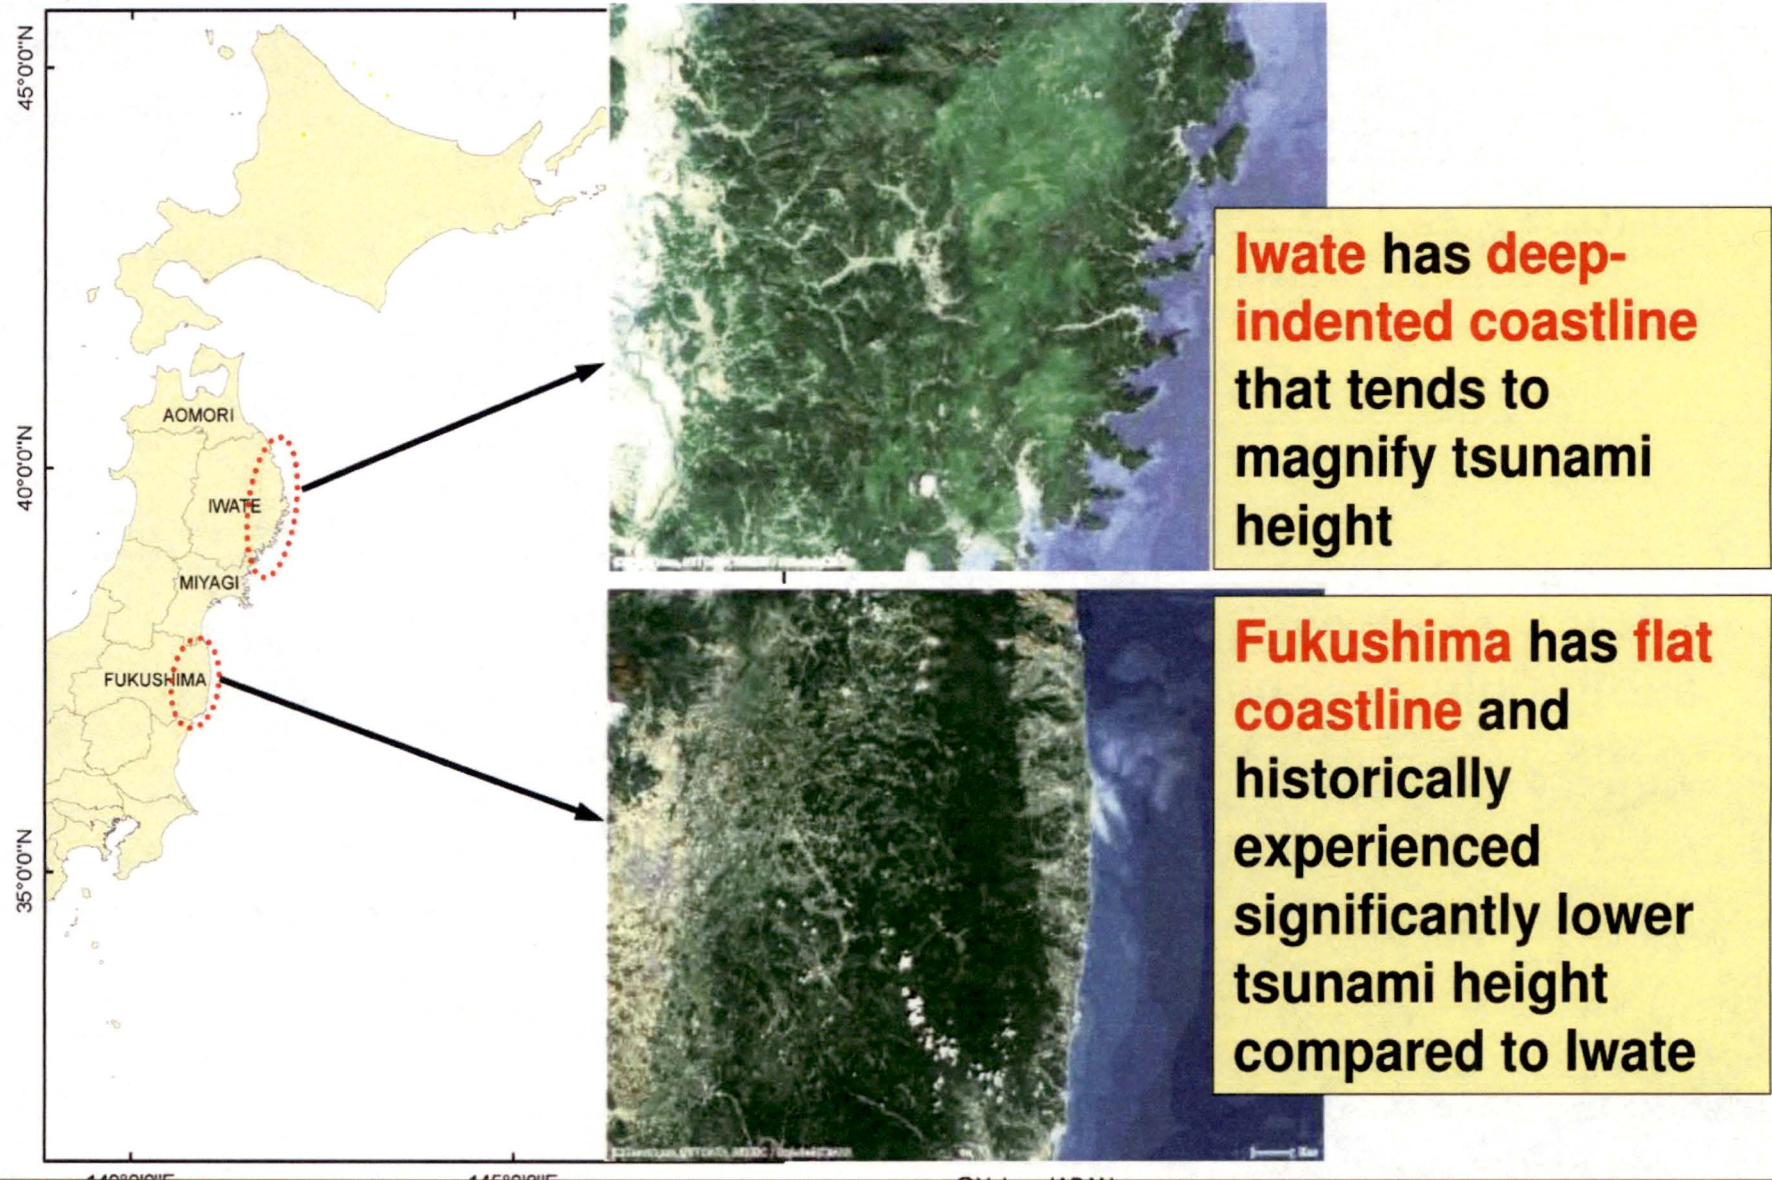 45°0'0"N
40°0'0"N
35°0'0"N
AOMORI
IWATE
MIYAGI
FUKUSHIMA
Iwate has deep-
indented coastline
that tends to
magnify tsunami
height
Fukushima has flat
coastline and
historically
experienced
significantly lower
tsunami height
compared to Iwate